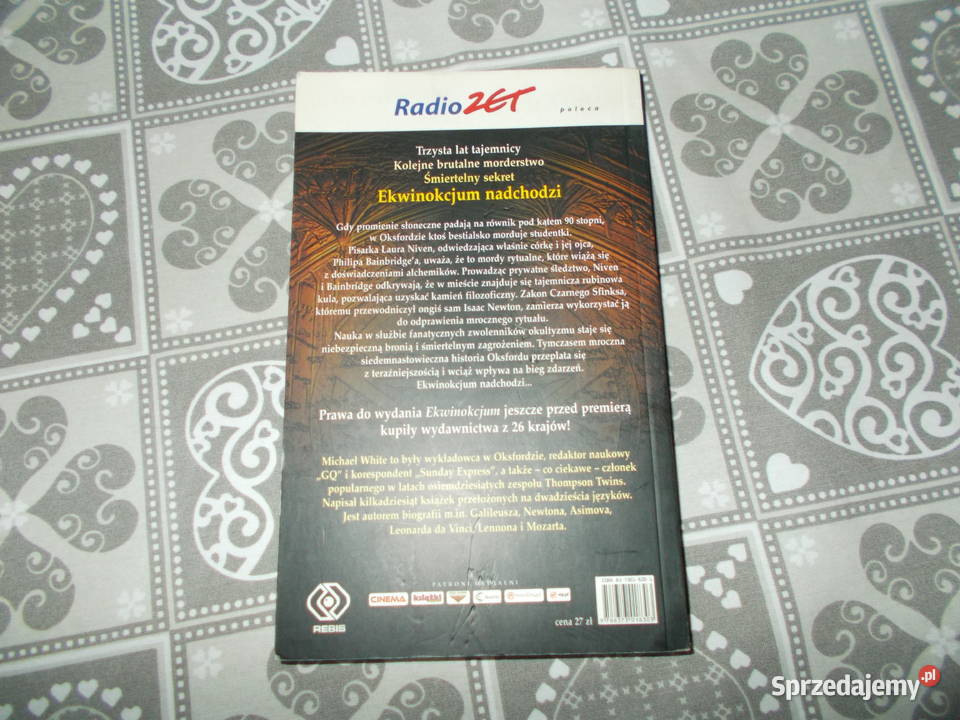 Radio ZET poleca
Trzysta lat tajemnicy
Kolejne brutalne morderstwo
Śmiertelny sekret
Ekwinokcjum nadchodzi
Gdy promienie słoneczne padają na równik pod kątem 90 stopni,
w Oksfordzie ktoś bestialsko morduje studentki.
Pisarka Laura Niven, odwiedzająca właśnie córkę i jej ojca,
Philipa Bainbridge'a, uważa, że to mordy rytualne, które wiążą się
z doświadczeniami alchemików. Prowadząc prywatne śledztwo, Niven
i Bainbridge odkrywają, że w mieście znajduje się tajemnicza rubinowa
kula, pozwalająca uzyskać kamień filozoficzny. Zakon Czarnego Sfinksa,
któremu przewodniczył ongiś sam Isaac Newton, zamierza wykorzystać ją
do odprawienia mrocznego rytuału.
Nauka w służbie fanatycznych zwolenników okultyzmu staje się
niebezpieczną bronią i śmiertelnym zagrożeniem. Tymczasem mroczna
siedemnastowieczna historia Oksfordu przeplata się
z teraźniejszością i wciąż wpływa na bieg zdarzeń.
Ekwinokcjum nadchodzi...
Prawa do wydania Ekwinokcjum jeszcze przed premierą
kupiły wydawnictwa z 26 krajów!
Michael White to były wykładowca w Oksfordzie, redaktor naukowy
„GQ" i korespondent „Sunday Express", a także – co ciekawe – członek
popularnego w latach osiemdziesiątych zespołu Thompson Twins.
Napisał kilkadziesiąt książek przełożonych na dwadzieścia języków.
Jest autorem biografii m.in. Galileusza, Newtona, Asimova,
Leonarda da Vinci, Lennona i Mozarta.
PATRONI MEDIALNI
REBIS
CINEMA
książki
cena 27 zł
Sprzedajemy.pl